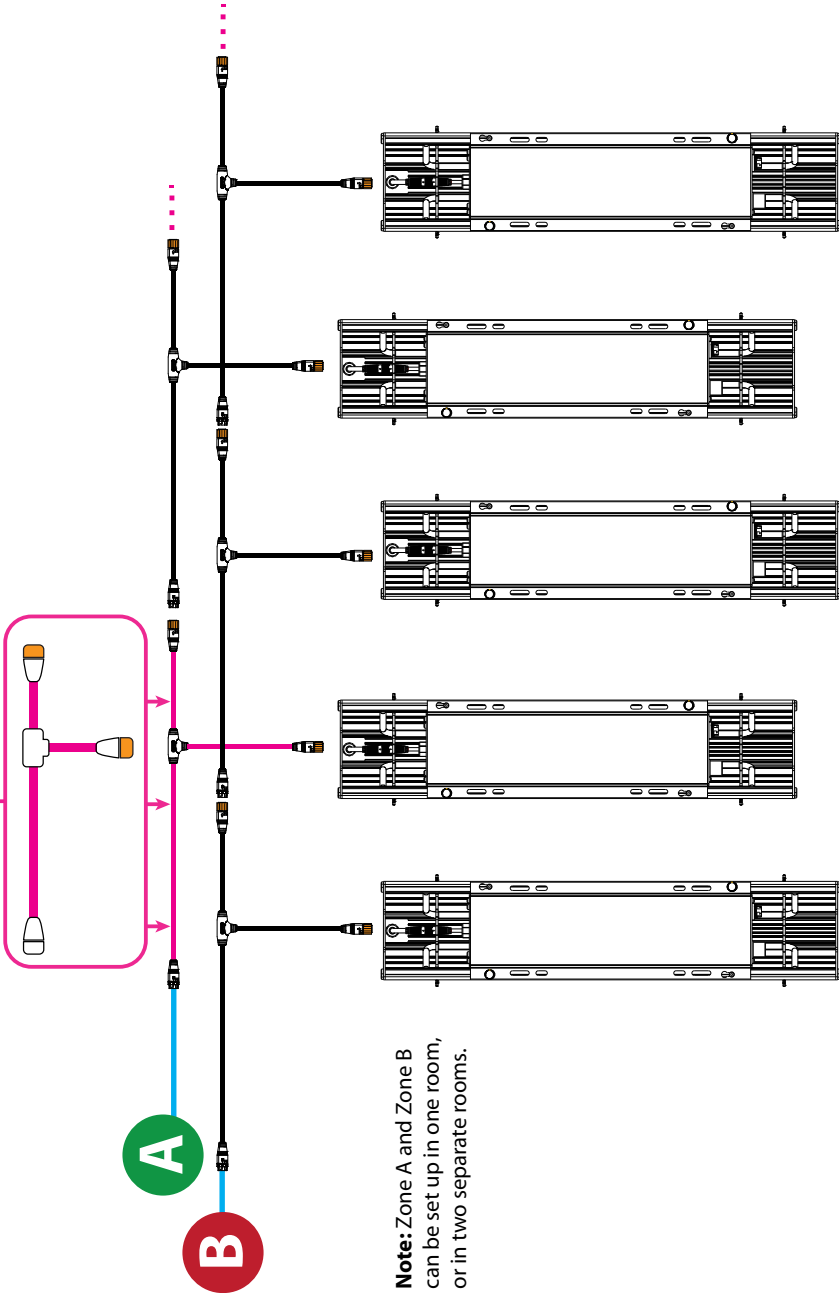 A
B
Note: Zone A and Zone B
can be set up in one room,
or in two separate rooms.